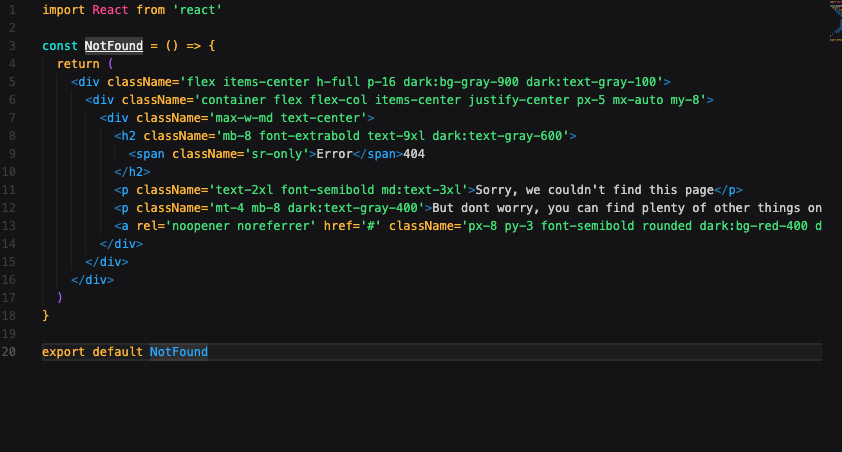 1 import React from 'react'
2
3 const NotFound = () => {
4 return (
5 <div className='flex items-center h-full p-16 dark:bg-gray-900 dark:text-gray-100'>
6 <div className='container flex flex-col items-center justify-center px-5 mx-auto my-8'>
7 <div className='max-w-md text-center'>
8 <h2 className='mb-8 font-extrabold text-9xl dark:text-gray-600'>
9 <span className='sr-only'>Error</span>404
10 </h2>
11 <p className='text-2xl font-semibold md:text-3xl'>Sorry, we couldn't find this page</p>
12 <p className='mt-4 mb-8 dark:text-gray-400'>But dont worry, you can find plenty of other things on
13 <a rel='noopener noreferrer' href='#' className='px-8 py-3 font-semibold rounded dark:bg-red-400 d
14 </div>
15 </div>
16 </div>
17 )
18 }
19
20 export default NotFound